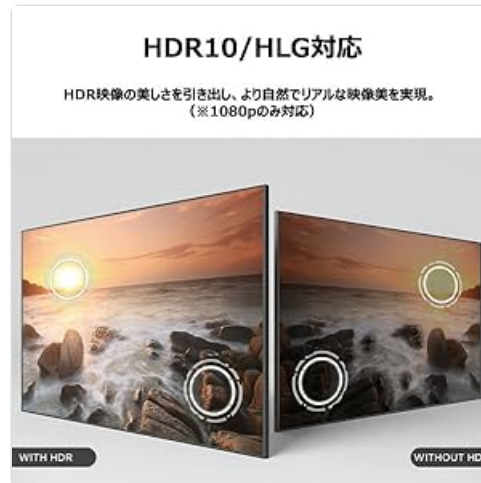 HDR10/HLG対応
HDR映像の美しさを引き出し、より自然でリアルな映像美を実現。
(※1080pのみ対応)
WITH HDR
WITHOUT HD